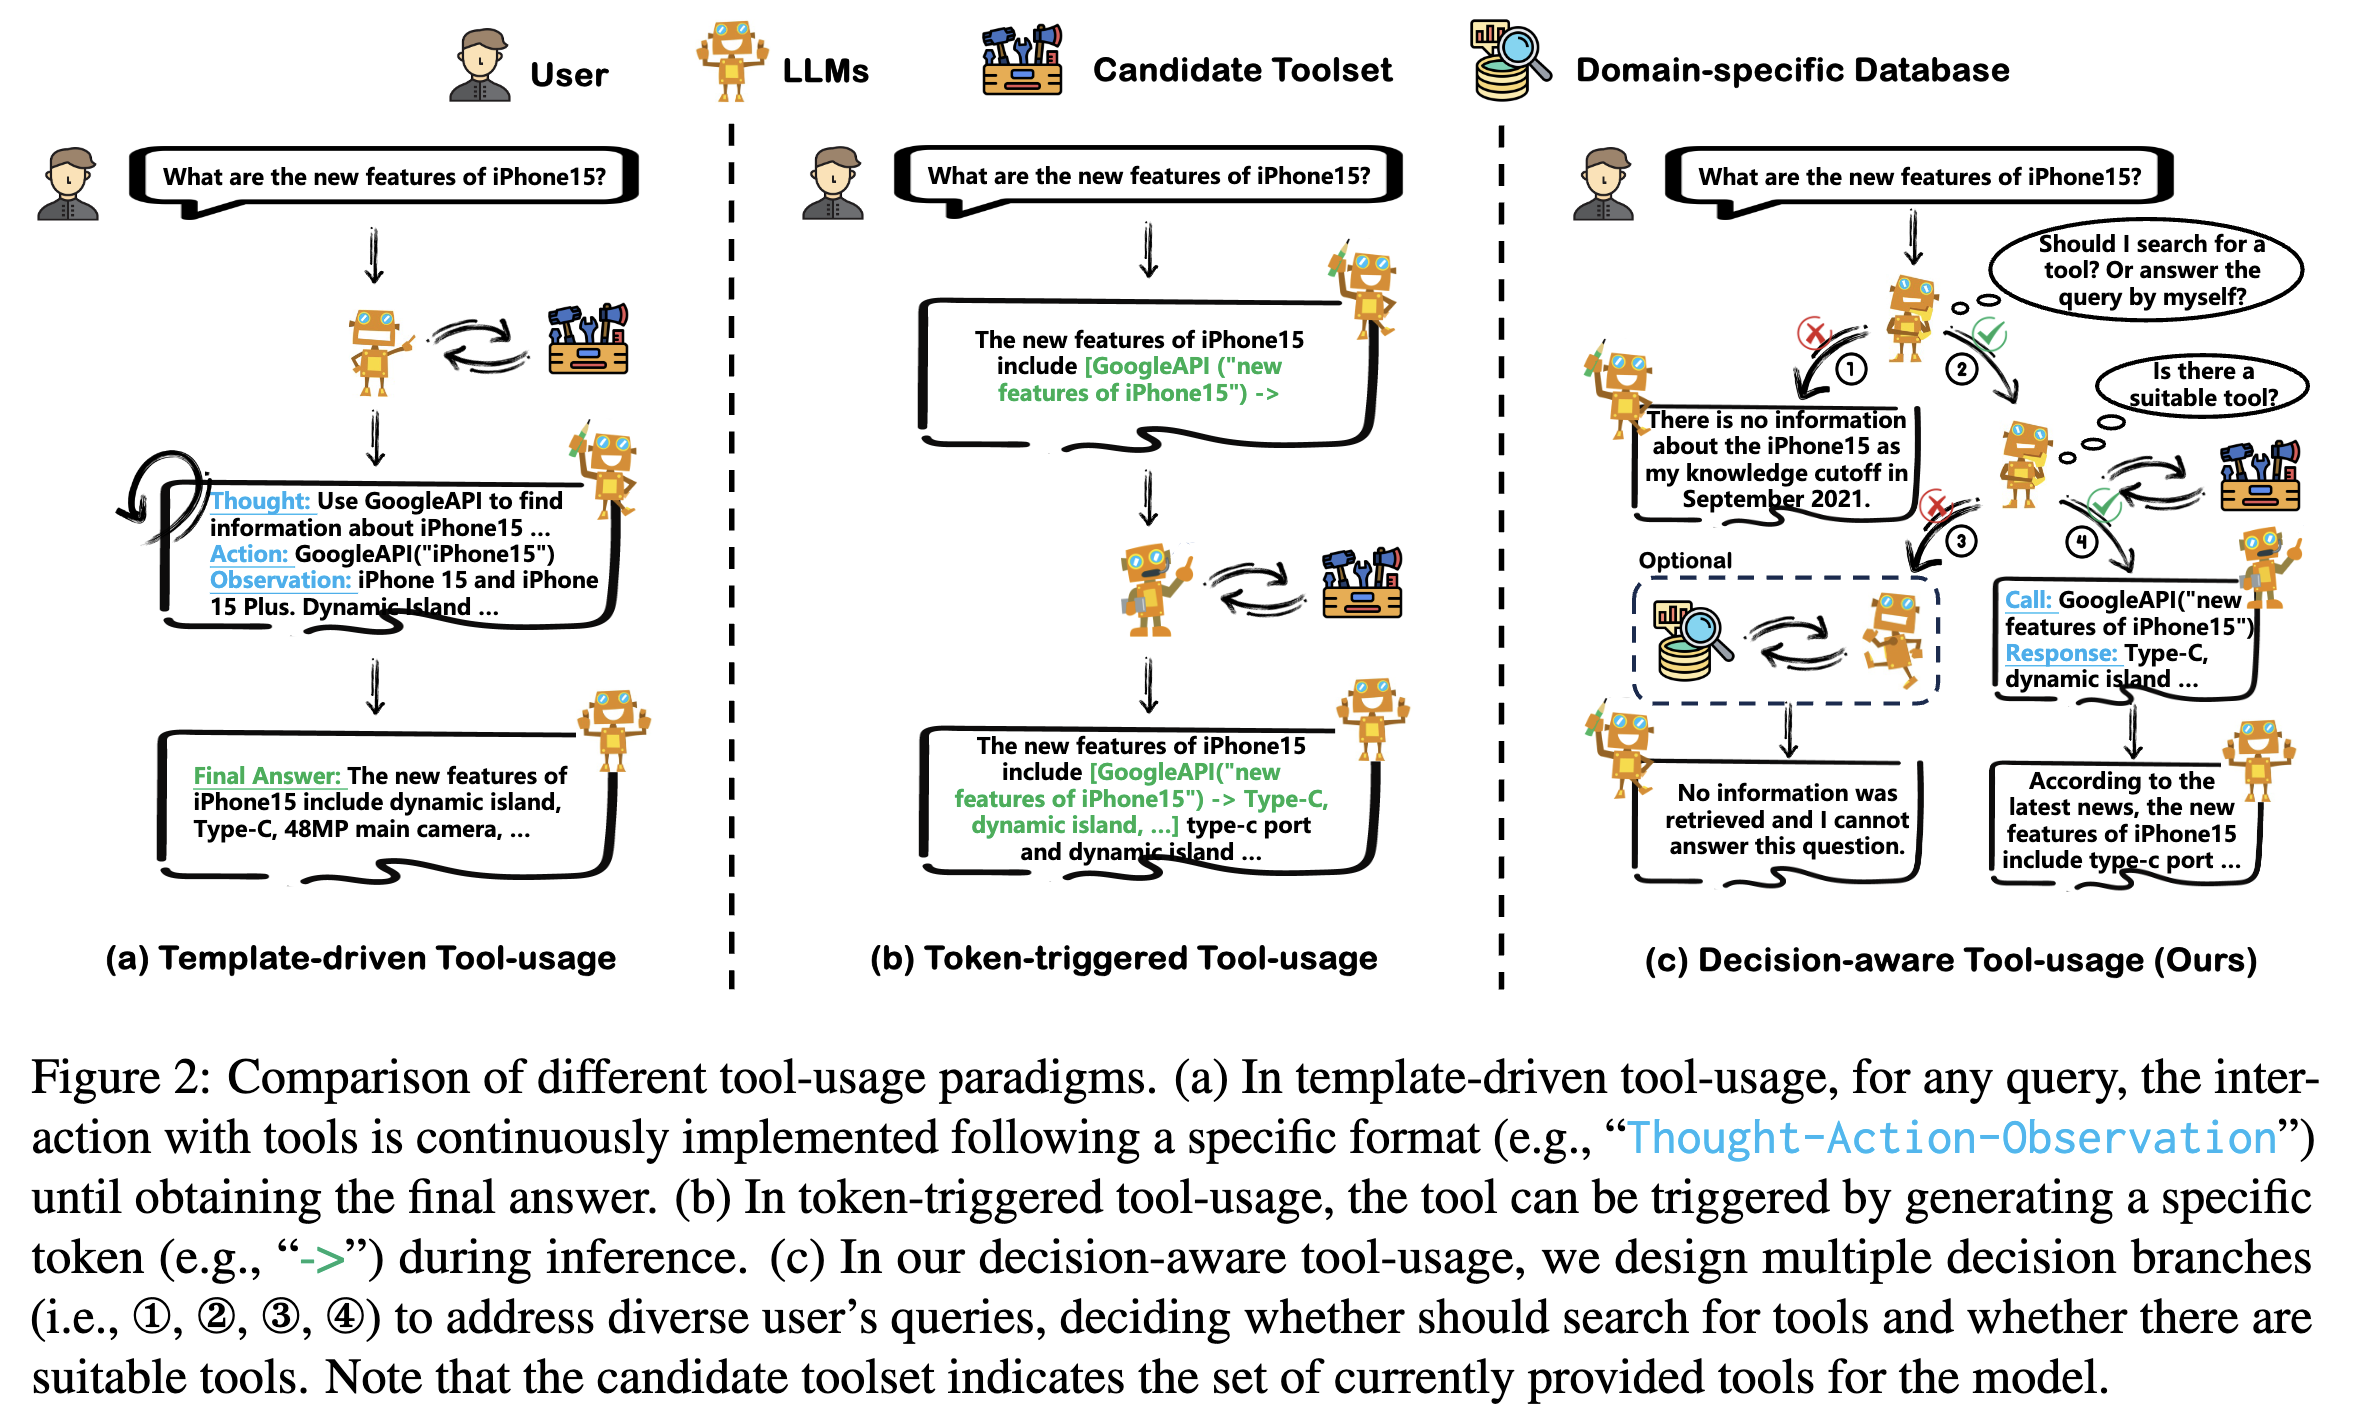 User
LLMs
Candidate Toolset
Domain-specific Database
What are the new features of iPhone15?
Thought: Use GoogleAPI to find
information about iPhone15 ...
Action: GoogleAPI("iPhone15")
Observation: iPhone 15 and iPhone
15 Plus. Dynamic Island ...
Final Answer: The new features of
iPhone15 include dynamic island,
Type-C, 48MP main camera, ...
(a) Template-driven Tool-usage
What are the new features of iPhone15?
The new features of iPhone15
include [GoogleAPI ("new
features of iPhone15") ->
The new features of iPhone15
include [GoogleAPI("new
features of iPhone15") -> Type-C,
dynamic island, ...] type-c port
and dynamic island ...
(b) Token-triggered Tool-usage
What are the new features of iPhone15?
Should I search for a
tool? Or answer the
query by myself?
①
②
There is no information
about the iPhone15 as
my knowledge cutoff in
September 2021.
Is there a
suitable tool?
③
④
Optional
Call: GoogleAPI("new
features of iPhone15")
Response: Type-C,
dynamic island ...
No information was
retrieved and I cannot
answer this question.
According to the
latest news, the new
features of iPhone15
include type-c port ...
(c) Decision-aware Tool-usage (Ours)
Figure 2: Comparison of different tool-usage paradigms. (a) In template-driven tool-usage, for any query, the inter-
action with tools is continuously implemented following a specific format (e.g., “Thought-Action-Observation”)
until obtaining the final answer. (b) In token-triggered tool-usage, the tool can be triggered by generating a specific
token (e.g., “->”) during inference. (c) In our decision-aware tool-usage, we design multiple decision branches
(i.e., ①, ②, ③, ④) to address diverse user’s queries, deciding whether should search for tools and whether there are
suitable tools. Note that the candidate toolset indicates the set of currently provided tools for the model.